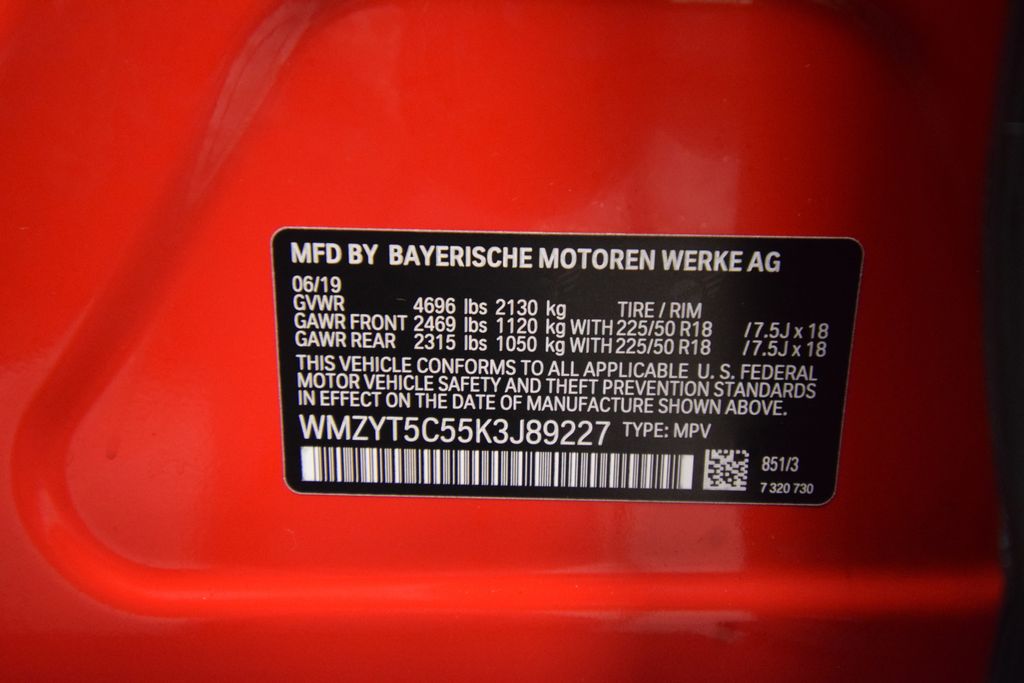 MFD BY BAYERISCHE MOTOREN WERKE AG
06/19
GVWR 4696 lbs 2130 kg TIRE / RIM
GAWR FRONT 2469 lbs 1120 kg WITH 225/50 R18 /7.5J x 18
GAWR REAR 2315 lbs 1050 kg WITH 225/50 R18 /7.5J x 18
THIS VEHICLE CONFORMS TO ALL APPLICABLE U. S. FEDERAL
MOTOR VEHICLE SAFETY AND THEFT PREVENTION STANDARDS
IN EFFECT ON THE DATE OF MANUFACTURE SHOWN ABOVE.
WMZYT5C55K3J89227 TYPE: MPV
851/3
7 320 730